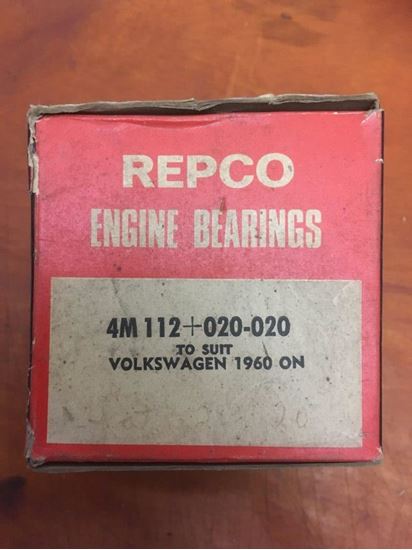 REPCO
ENGINE BEARINGS
4M 112+020-020
TO SUIT
VOLKSWAGEN 1960 ON